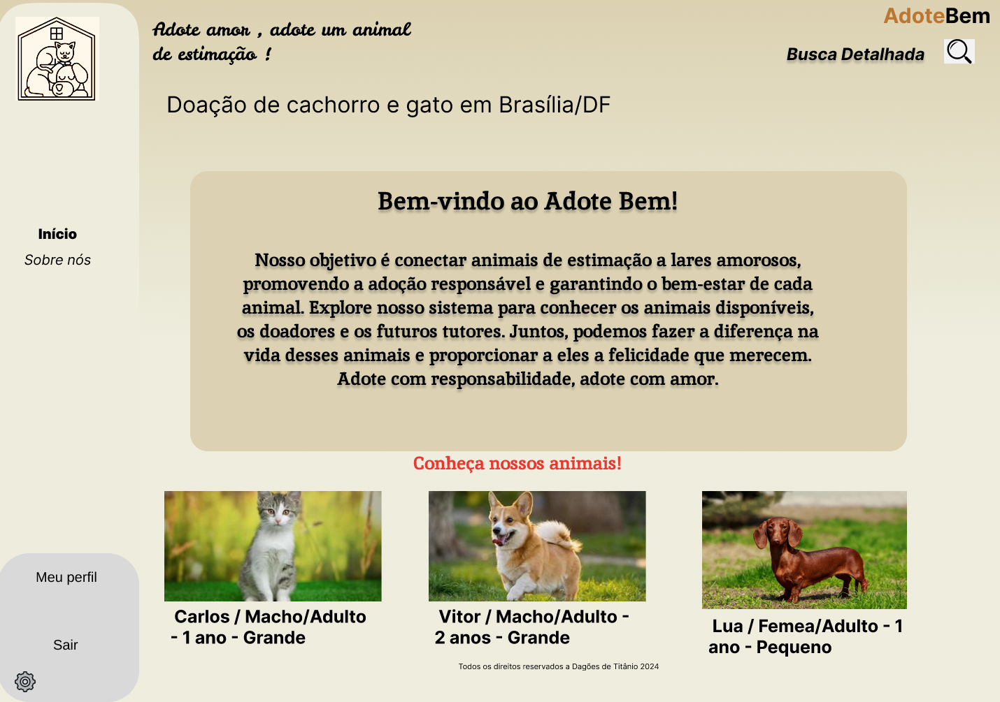 AdoteBem
Adote amor , adote um animal
de estimação !
Busca Detalhada
Doação de cachorro e gato em Brasília/DF
Bem-vindo ao Adote Bem!
Início
Sobre nós
Nosso objetivo é conectar animais de estimação a lares amorosos,
promovendo a adoção responsável e garantindo o bem-estar de cada
animal. Explore nosso sistema para conhecer os animais disponíveis,
os doadores e os futuros tutores. Juntos, podemos fazer a diferença na
vida desses animais e proporcionar a eles a felicidade que merecem.
Adote com responsabilidade, adote com amor.
Conheça nossos animais!
Carlos / Macho/Adulto
- 1 ano - Grande
Vitor / Macho/Adulto -
2 anos - Grande
Lua / Femea/Adulto - 1
ano - Pequeno
Meu perfil
Sair
Todos os direitos reservados a Dagões de Titânio 2024